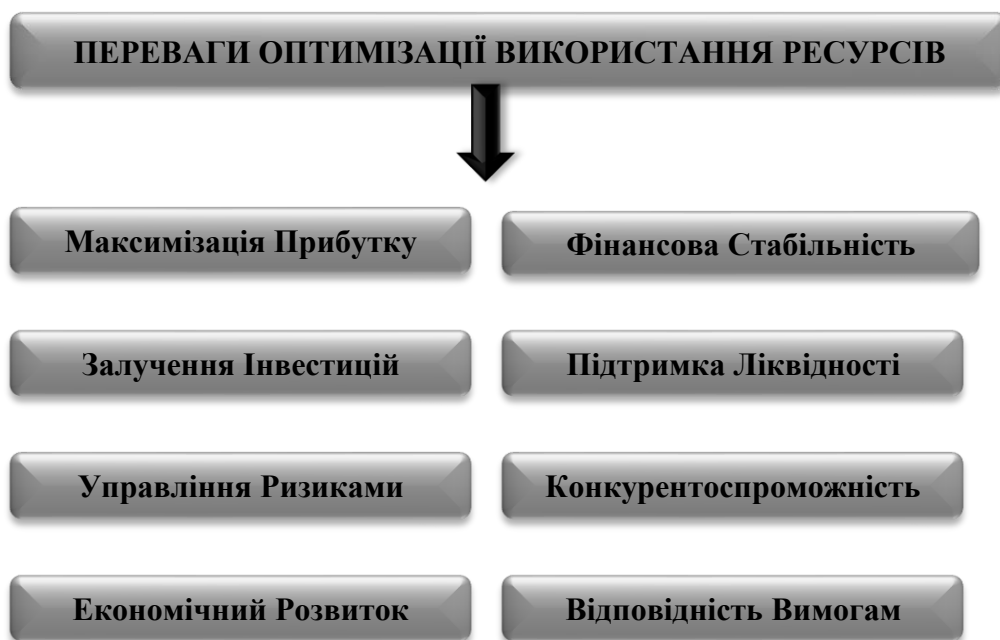 ПЕРЕВАГИ ОПТИМІЗАЦІЇ ВИКОРИСТАННЯ РЕСУРСІВ
Максимізація Прибутку
Фінансова Стабільність
Залучення Інвестицій
Підтримка Ліквідності
Управління Ризиками
Конкурентоспроможність
Економічний Розвиток
Відповідність Вимогам